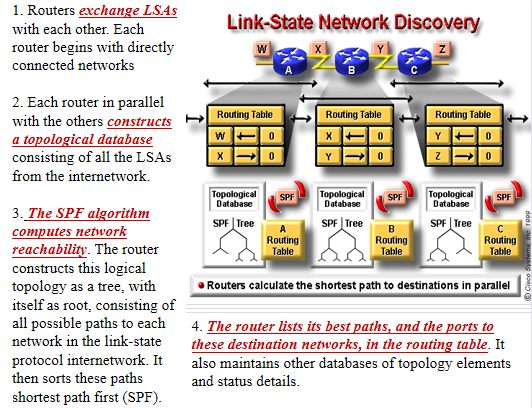 1. Routers exchange LSAs
with each other. Each
router begins with directly
connected networks
2. Each router in parallel
with the others constructs
a topological database
consisting of all the LSAs
from the internetwork.
3. The SPF algorithm
computes network
reachability. The router
constructs this logical
topology as a tree, with
itself as root, consisting of
all possible paths to each
network in the link-state
protocol internetwork. It
then sorts these paths
shortest path first (SPF).
Link-State Network Discovery
W X Y Z
A B C
Routing Table Routing Table Routing Table
W 0 X 0 Y 0
X 0 Y 0 Z 0
Topological Topological Topological
Database Database Database
SPF SPF SPF
SPF Tree SPF Tree SPF Tree
A B C
Routing Routing Routing
Table Table Table
Routers calculate the shortest path to destinations in parallel
© Cisco Systems, Inc. 1999
4. The router lists its best paths, and the ports to
these destination networks, in the routing table. It
also maintains other databases of topology elements
and status details.